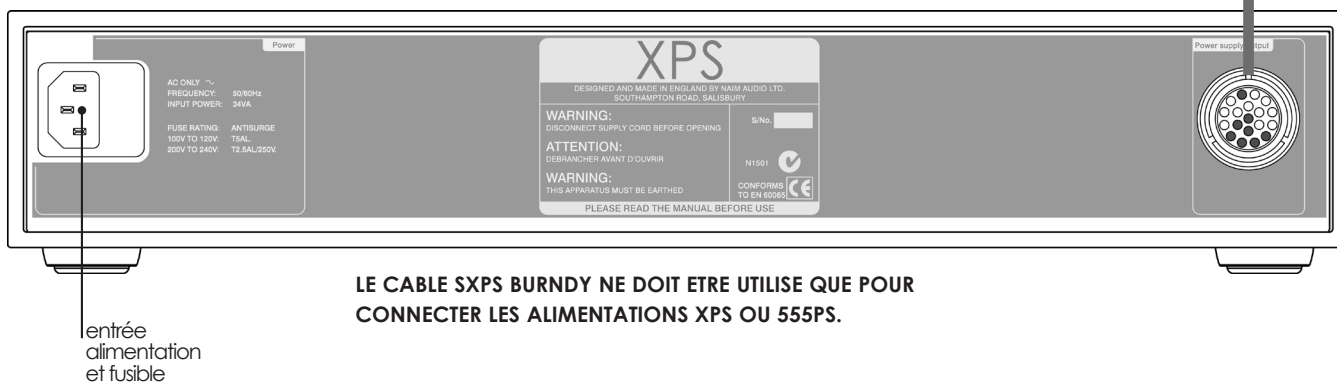 Power
AC ONLY
FREQUENCY: 50/60Hz
INPUT POWER: 34VA
FUSE RATING: ANTISURGE
100V TO 120V: T5AL.
200V TO 240V: T2.5AL/250V.
XPS
DESIGNED AND MADE IN ENGLAND BY NAIM AUDIO LTD.
SOUTHAMPTON ROAD, SALISBURY
WARNING:
DISCONNECT SUPPLY CORD BEFORE OPENING
ATTENTION:
DEBRANCHER AVANT D'OUVRIR
WARNING:
THIS APPARATUS MUST BE EARTHED
S/No.
N1501
CONFORMS
TO EN 60065
CE
PLEASE READ THE MANUAL BEFORE USE
Power supply output
LE CABLE SXPS BURNDY NE DOIT ETRE UTILISE QUE POUR
CONNECTER LES ALIMENTATIONS XPS OU 555PS.
entrée
alimentation
et fusible